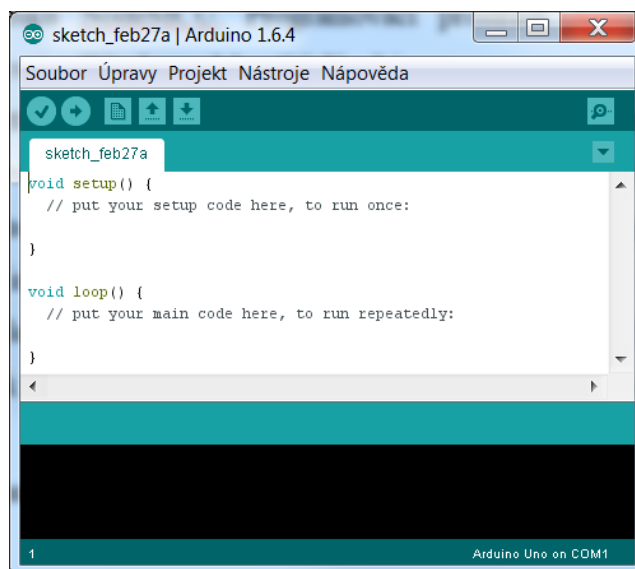 sketch_feb27a | Arduino 1.6.4
Soubor Úpravy Projekt Nástroje Nápověda
sketch_feb27a
void setup() {
// put your setup code here, to run once:
}
void loop() {
// put your main code here, to run repeatedly:
}
1
Arduino Uno on COM1